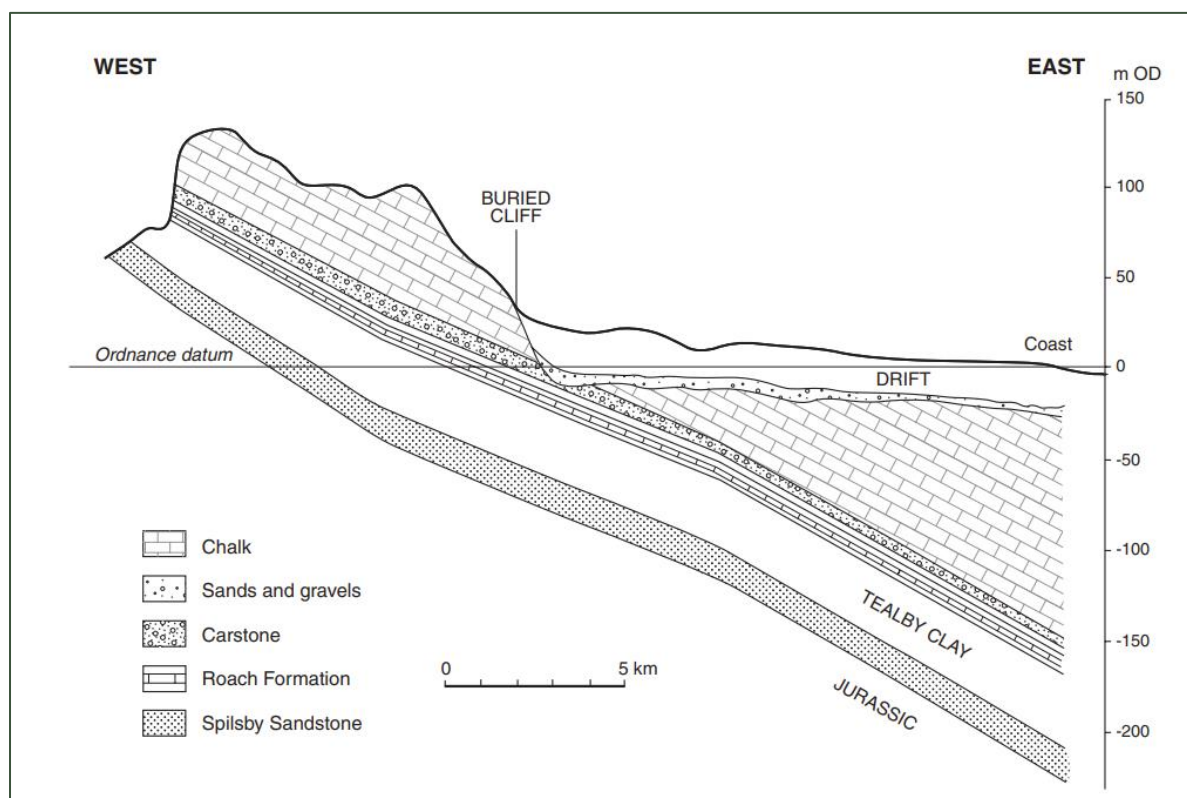 WEST
EAST
m OD
150
100
BURIED
CLIFF
50
Coast
Ordnance datum
0
DRIFT
-50
Chalk
-100
Sands and gravels
TEALBY CLAY
Carstone
-150
0
5 km
Roach Formation
JURASSIC
Spilsby Sandstone
-200